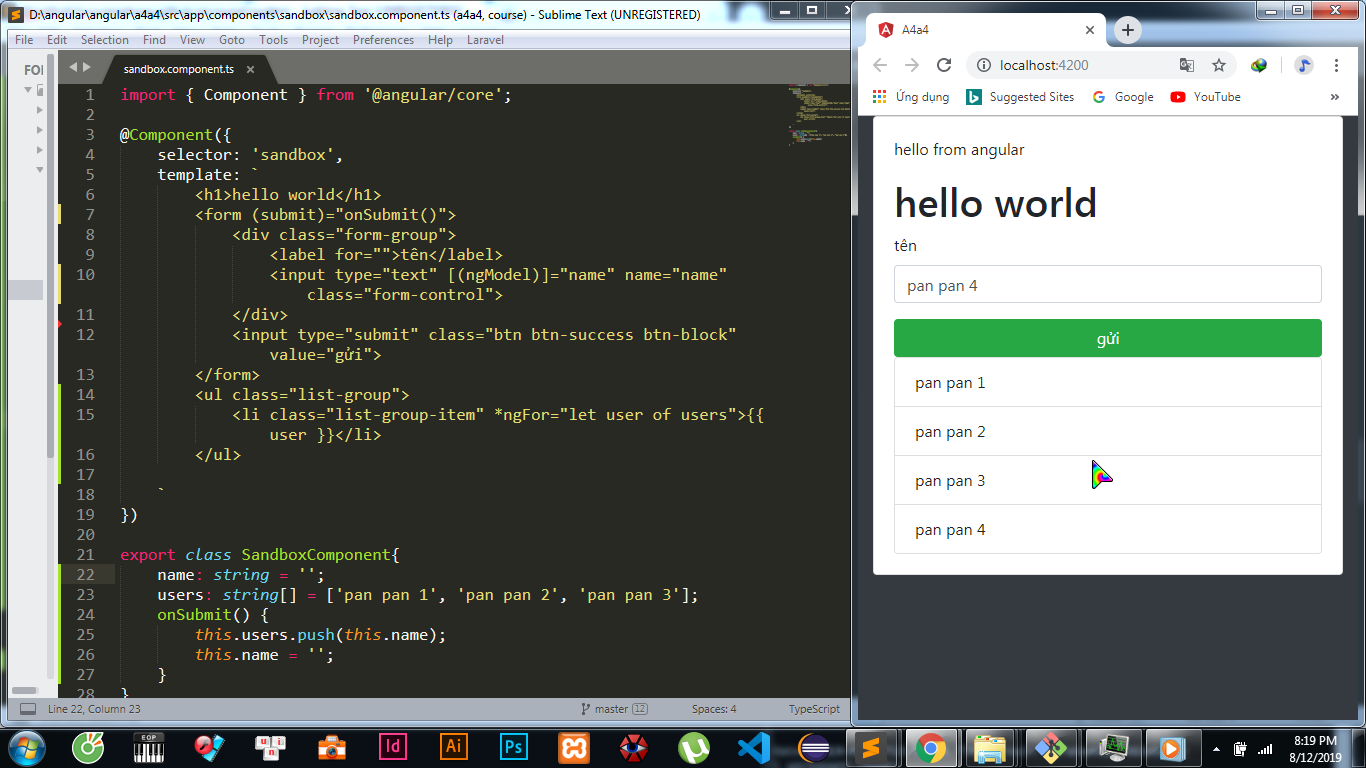 D:\angular\angular\a4a4\src\app\components\sandbox\sandbox.component.ts (a4a4, course) - Sublime Text (UNREGISTERED)
File Edit Selection Find View Goto Tools Project Preferences Help Laravel
FOI
sandbox.component.ts ×
1 import { Component } from '@angular/core';
2
3 @Component({
4 selector: 'sandbox',
5 template: `
6 <h1>hello world</h1>
7 <form (submit)="onSubmit()">
8 <div class="form-group">
9 <label for="">tên</label>
10 <input type="text" [(ngModel)]="name" name="name"
class="form-control">
11 </div>
12 <input type="submit" class="btn btn-success btn-block"
value="gửi">
13 </form>
14 <ul class="list-group">
15 <li class="list-group-item" *ngFor="let user of users">{{
user }}</li>
16 </ul>
17
18 `
19 })
20
21 export class SandboxComponent{
22 name: string = '';
23 users: string[] = ['pan pan 1', 'pan pan 2', 'pan pan 3'];
24 onSubmit() {
25 this.users.push(this.name);
26 this.name = '';
27 }
28 }
Line 22, Column 23 master 12 Spaces: 4 TypeScript
A4a4
localhost:4200
Ứng dụng Suggested Sites Google YouTube »
hello from angular
hello world
tên
pan pan 4
gửi
pan pan 1
pan pan 2
pan pan 3
pan pan 4
EOP
Id
Ai
Ps
8:19 PM
8/12/2019